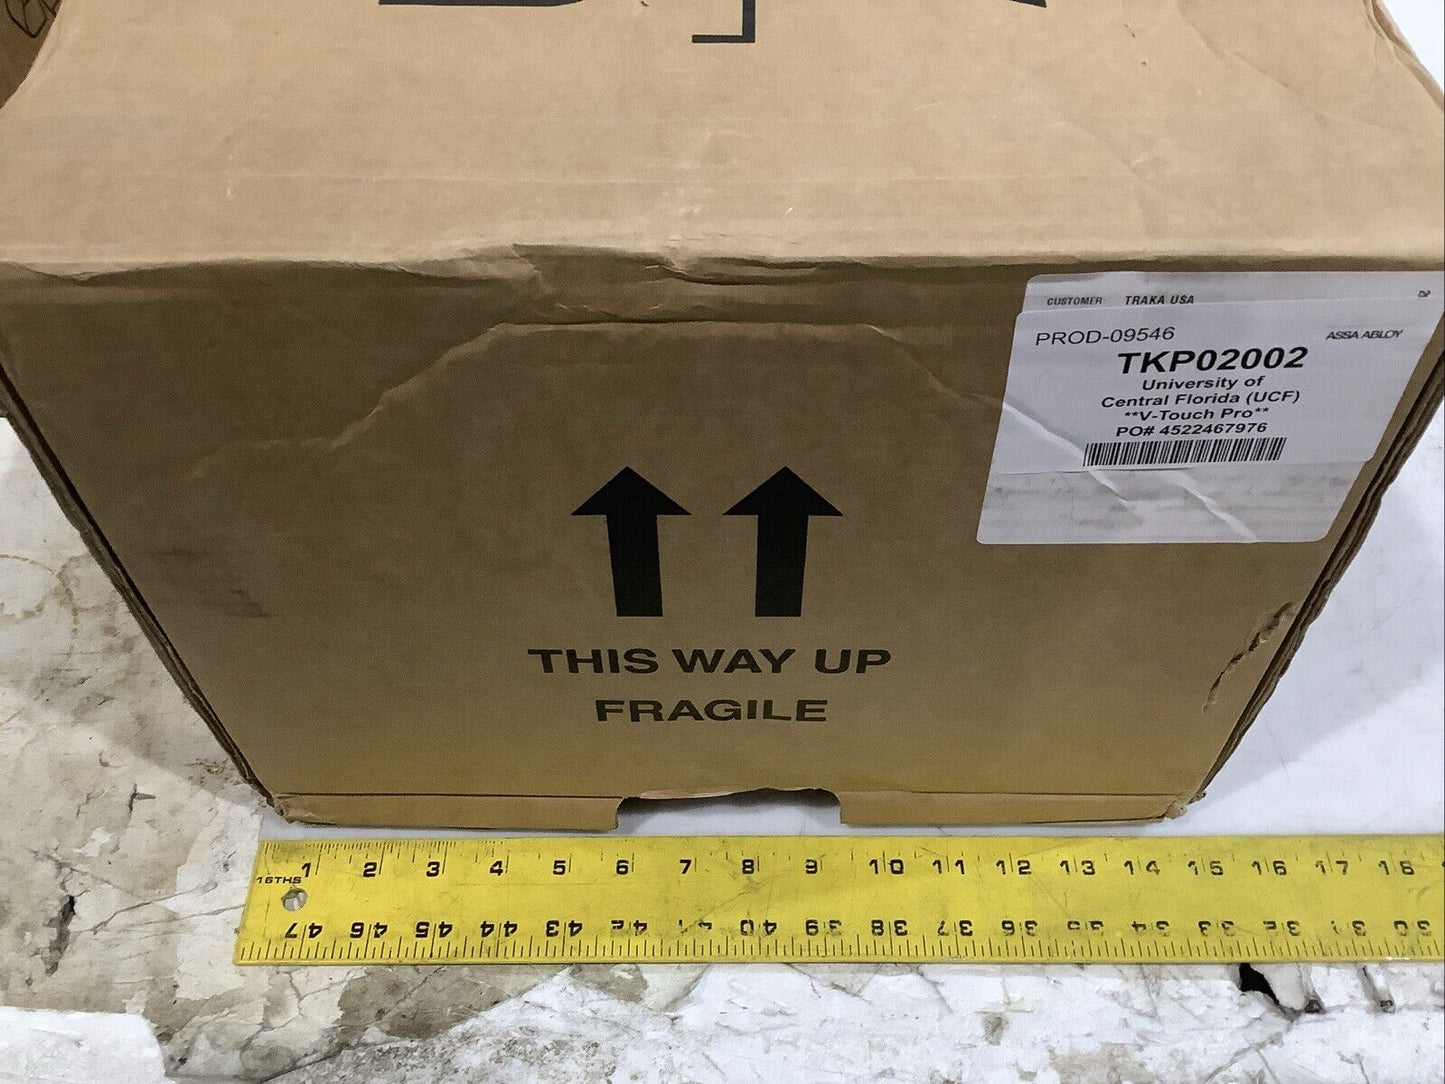 CUSTOMER: TRAKA USA
PROD-09546
ASSA ABLOY
TKP02002
University of
Central Florida (UCF)
**V-Touch Pro**
PO# 4522467976
THIS WAY UP
FRAGILE
1 2 3 4 5 6 7 8 9 10 11 12 13 14 15 16 17 18
16THS
47 46 45 44 43 42 41 40 39 38 37 36 35 34 33 32 31 30